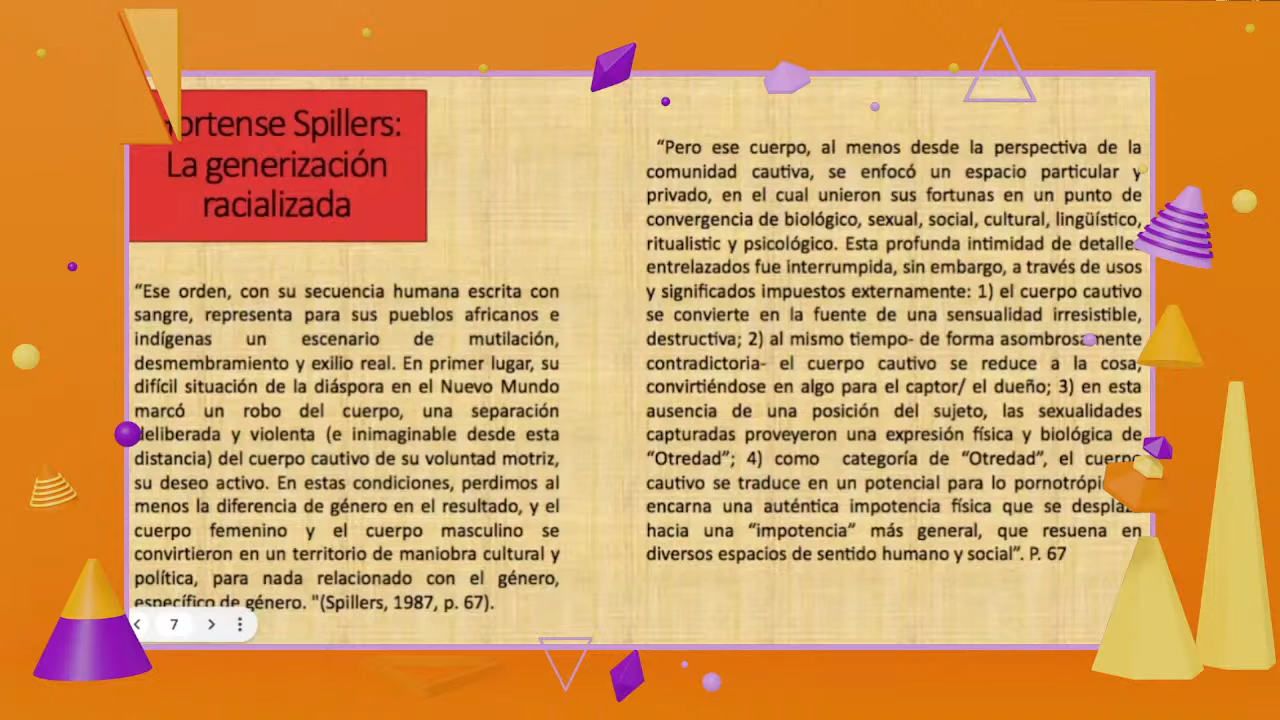 ortense Spillers:
La generización
racializada
“Ese orden, con su secuencia humana escrita con
sangre, representa para sus pueblos africanos e
indígenas un escenario de mutilación,
desmembramiento y exilio real. En primer lugar, su
difícil situación de la diáspora en el Nuevo Mundo
marcó un robo del cuerpo, una separación
deliberada y violenta (e inimaginable desde esta
distancia) del cuerpo cautivo de su voluntad motriz,
su deseo activo. En estas condiciones, perdimos al
menos la diferencia de género en el resultado, y el
cuerpo femenino y el cuerpo masculino se
convirtieron en un territorio de maniobra cultural y
política, para nada relacionado con el género,
específico de género. "(Spillers, 1987, p. 67).
7
“Pero ese cuerpo, al menos desde la perspectiva de la
comunidad cautiva, se enfocó un espacio particular y
privado, en el cual unieron sus fortunas en un punto de
convergencia de biológico, sexual, social, cultural, lingüístico,
ritualistic y psicológico. Esta profunda intimidad de detalles
entrelazados fue interrumpida, sin embargo, a través de usos
y significados impuestos externamente: 1) el cuerpo cautivo
se convierte en la fuente de una sensualidad irresistible,
destructiva; 2) al mismo tiempo- de forma asombrosamente
contradictoria- el cuerpo cautivo se reduce a la cosa,
convirtiéndose en algo para el captor/ el dueño; 3) en esta
ausencia de una posición del sujeto, las sexualidades
capturadas proveyeron una expresión física y biológica de
“Otredad”; 4) como categoría de “Otredad”, el cuerpo
cautivo se traduce en un potencial para lo
encarna una auténtica impotencia física que se
hacia una “impotencia” más general, que resuena en
diversos espacios de sentido humano y social”. P. 67